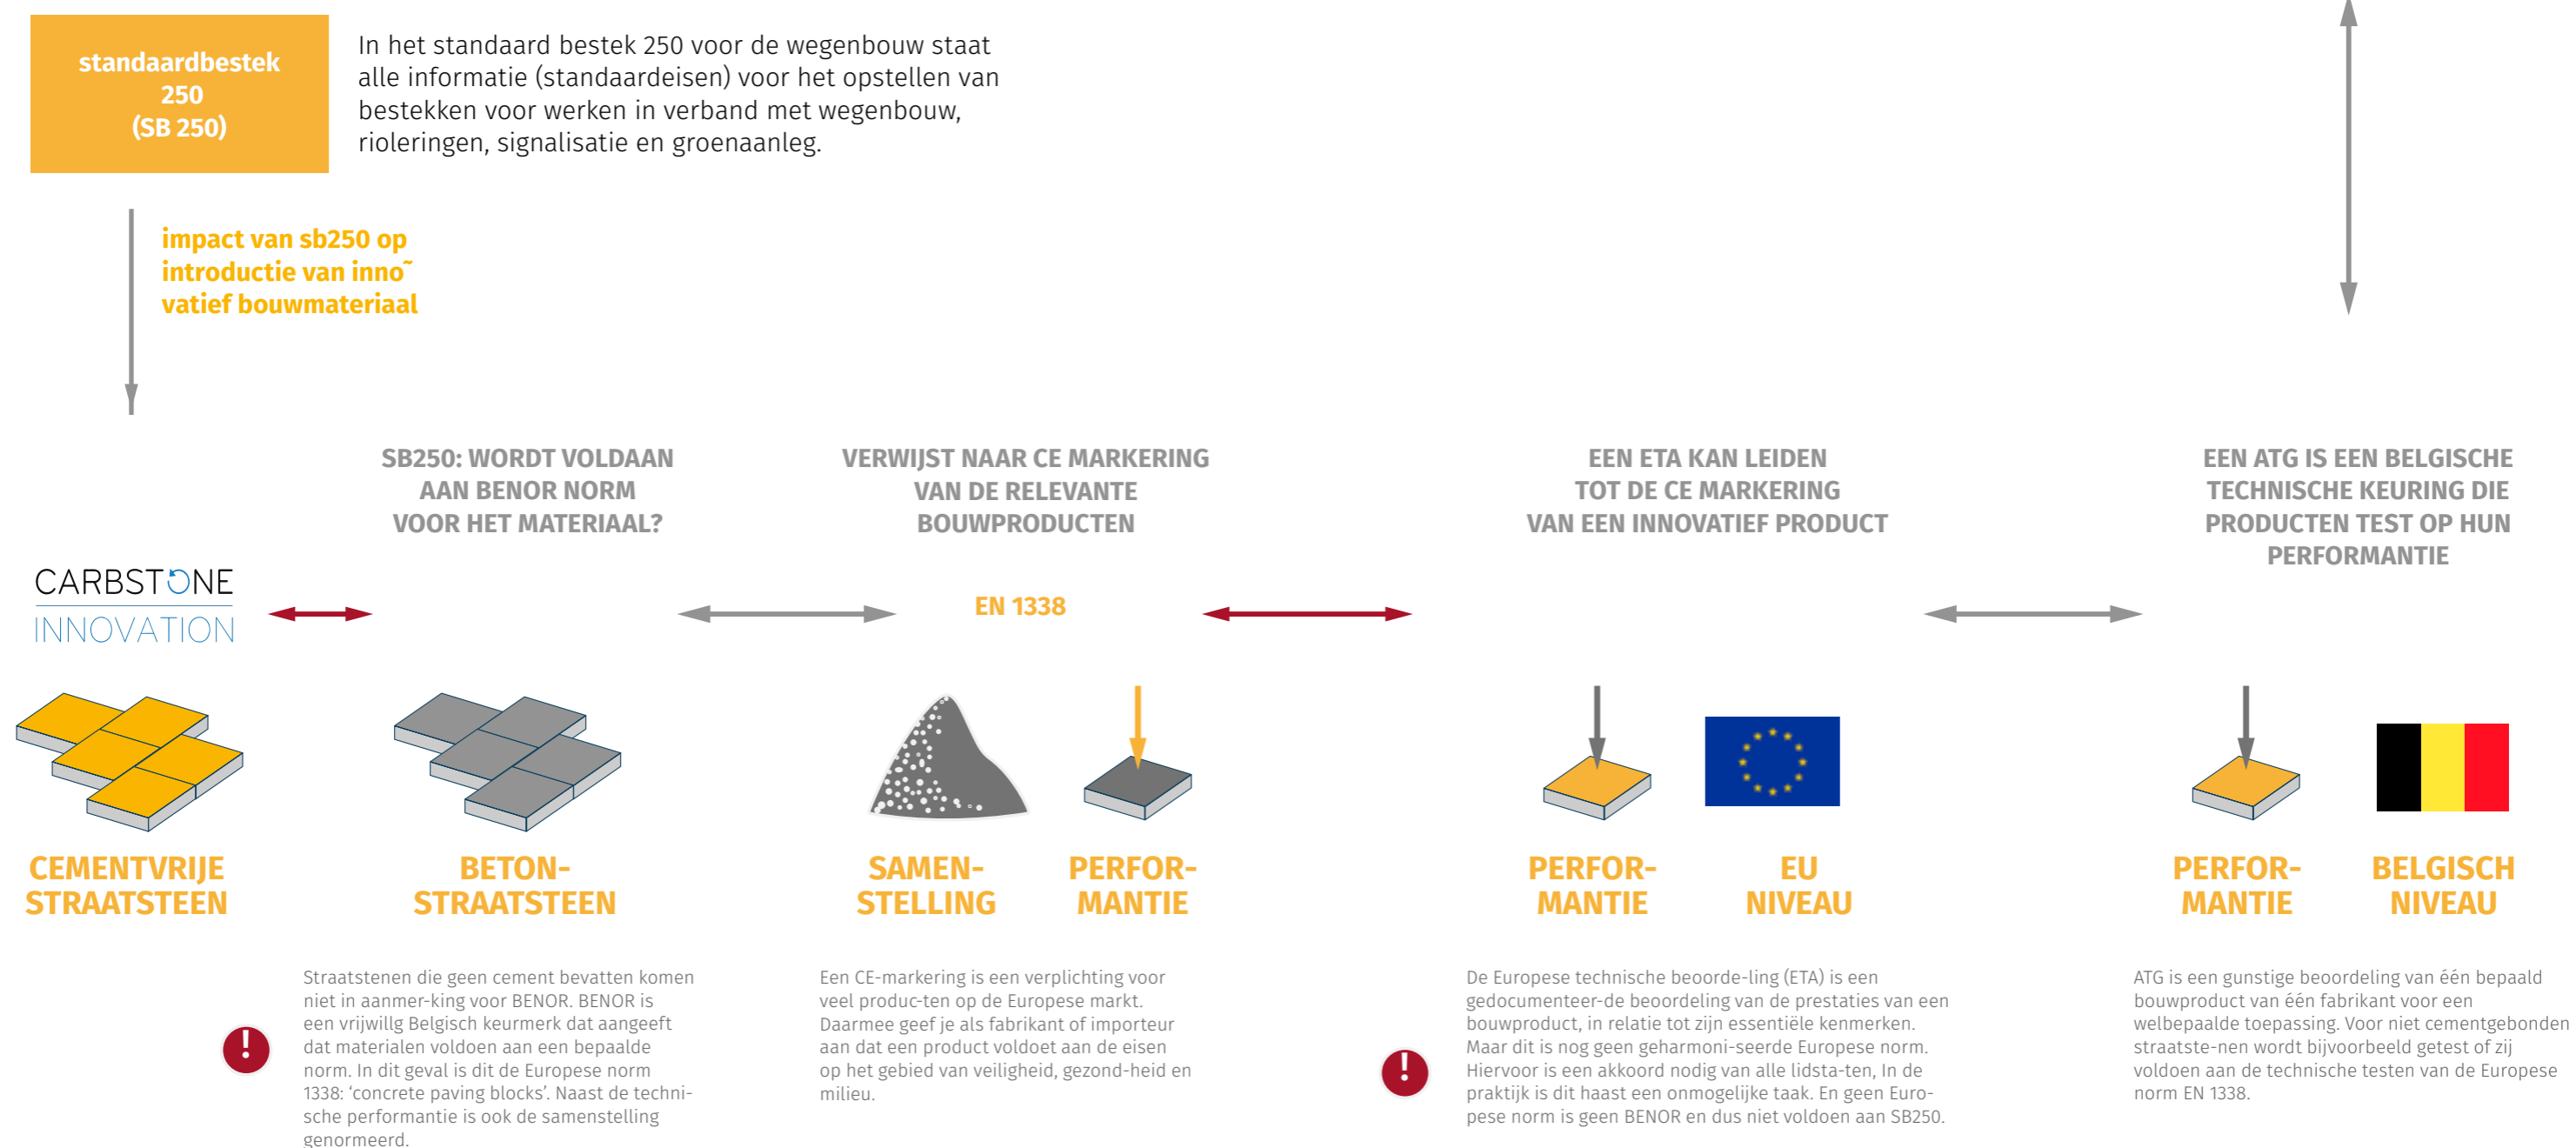 standaardbestek
250
(SB 250)
In het standaard bestek 250 voor de wegenbouw staat
alle informatie (standaardeisen) voor het opstellen van
bestekken voor werken in verband met wegenbouw,
rioleringen, signalisatie en groenaanleg.
impact van sb250 op
introductie van inno˜
vatief bouwmateriaal
SB250: WORDT VOLDAAN
AAN BENOR NORM
VOOR HET MATERIAAL?
VERWIJST NAAR CE MARKERING
VAN DE RELEVANTE
BOUWPRODUCTEN
EEN ETA KAN LEIDEN
TOT DE CE MARKERING
VAN EEN INNOVATIEF PRODUCT
EEN ATG IS EEN BELGISCHE
TECHNISCHE KEURING DIE
PRODUCTEN TEST OP HUN
PERFORMANTIE
CARBSTONE
INNOVATION
EN 1338
CEMENTVRIJE
STRAATSTEEN
BETON-
STRAATSTEEN
SAMEN-
STELLING
PERFOR-
MANTIE
PERFOR-
MANTIE
EU
NIVEAU
PERFOR-
MANTIE
BELGISCH
NIVEAU
!
Straatstenen die geen cement bevatten komen
niet in aanmer-king voor BENOR. BENOR is
een vrijwillg Belgisch keurmerk dat aangeeft
dat materialen voldoen aan een bepaalde
norm. In dit geval is dit de Europese norm
1338: ‘concrete paving blocks’. Naast de techni-
sche performantie is ook de samenstelling
genormeerd.
Een CE-markering is een verplichting voor
veel produc-ten op de Europese markt.
Daarmee geef je als fabrikant of importeur
aan dat een product voldoet aan de eisen
op het gebied van veiligheid, gezond-heid en
milieu.
!
De Europese technische beoorde-ling (ETA) is een
gedocumenteer-de beoordeling van de prestaties van een
bouwproduct, in relatie tot zijn essentiële kenmerken.
Maar dit is nog geen geharmoni-seerde Europese norm.
Hiervoor is een akkoord nodig van alle lidsta-ten, In de
praktijk is dit haast een onmogelijke taak. En geen Euro-
pese norm is geen BENOR en dus niet voldoen aan SB250.
ATG is een gunstige beoordeling van één bepaald
bouwproduct van één fabrikant voor een
welbepaalde toepassing. Voor niet cementgebonden
straatste-nen wordt bijvoorbeeld getest of zij
voldoen aan de technische testen van de Europese
norm EN 1338.